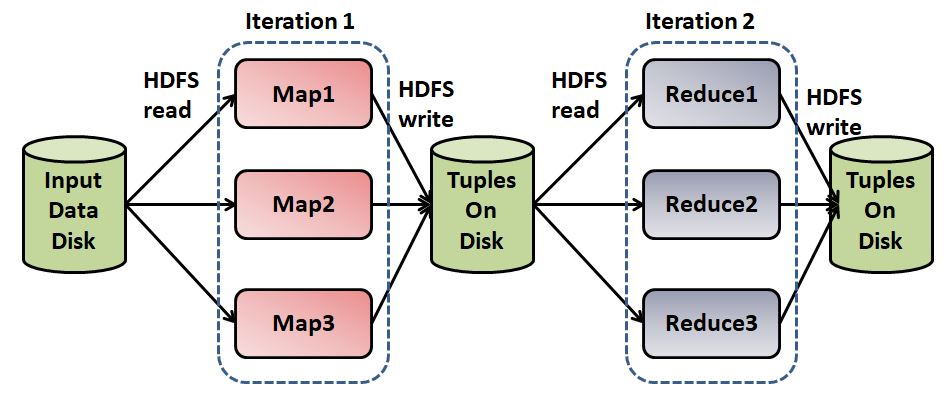 Iteration 1
Iteration 2
HDFS
read
Map1
HDFS
write
HDFS
read
Reduce1
HDFS
write
Input
Data
Disk
Map2
Tuples
On
Disk
Reduce2
Tuples
On
Disk
Map3
Reduce3